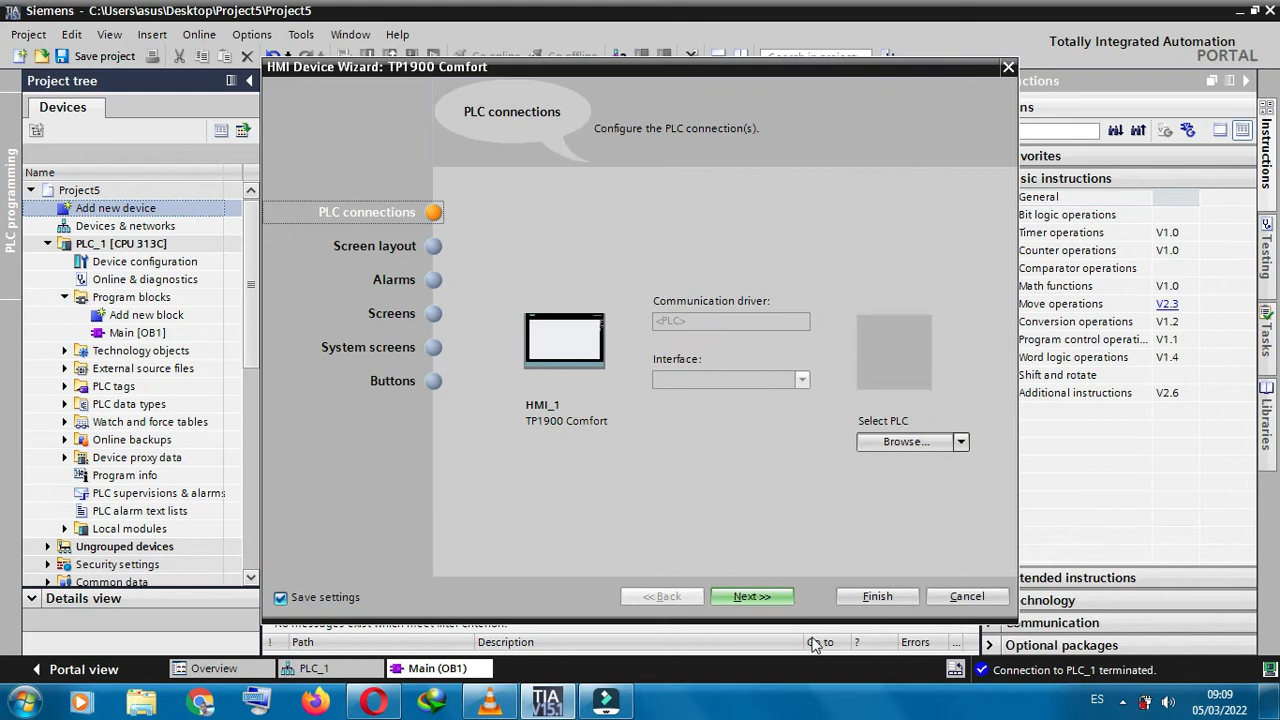 Siemens - C:\Users\asus\Desktop\Project5\Project5
Project Edit View Insert Online Options Tools Window Help
Totally Integrated Automation
PORTAL
Save project
Project tree
Devices
Name
Project5
Add new device
Devices & networks
PLC_1 [CPU 313C]
Device configuration
Online & diagnostics
Program blocks
Add new block
Main [OB1]
Technology objects
External source files
PLC tags
PLC data types
Watch and force tables
Online backups
Device proxy data
Program info
PLC supervisions & alarms
PLC alarm text lists
Local modules
Ungrouped devices
Security settings
Common data
Details view
PLC programming
HMI Device Wizard: TP1900 Comfort
PLC connections
Configure the PLC connection(s).
PLC connections
Screen layout
Alarms
Screens
System screens
Buttons
Communication driver:
<PLC>
Interface:
HMI_1
TP1900 Comfort
Select PLC
Browse...
Save settings
<<Back
Next >>
Finish
Cancel
! Path Description Go to ? Errors ...
ctions
ns
vorites
sic instructions
General
Bit logic operations
Timer operations V1.0
Counter operations V1.0
Comparator operations
Math functions V1.0
Move operations V2.3
Conversion operations V1.2
Program control operati... V1.1
Word logic operations V1.4
Shift and rotate
Additional instructions V2.6
tended instructions
chnology
ommunication
Optional packages
Instructions
Testing
Tasks
Libraries
Portal view
Overview
PLC_1
Main (OB1)
Connection to PLC_1 terminated.
TIA
V15.1
ES
09:09
05/03/2022